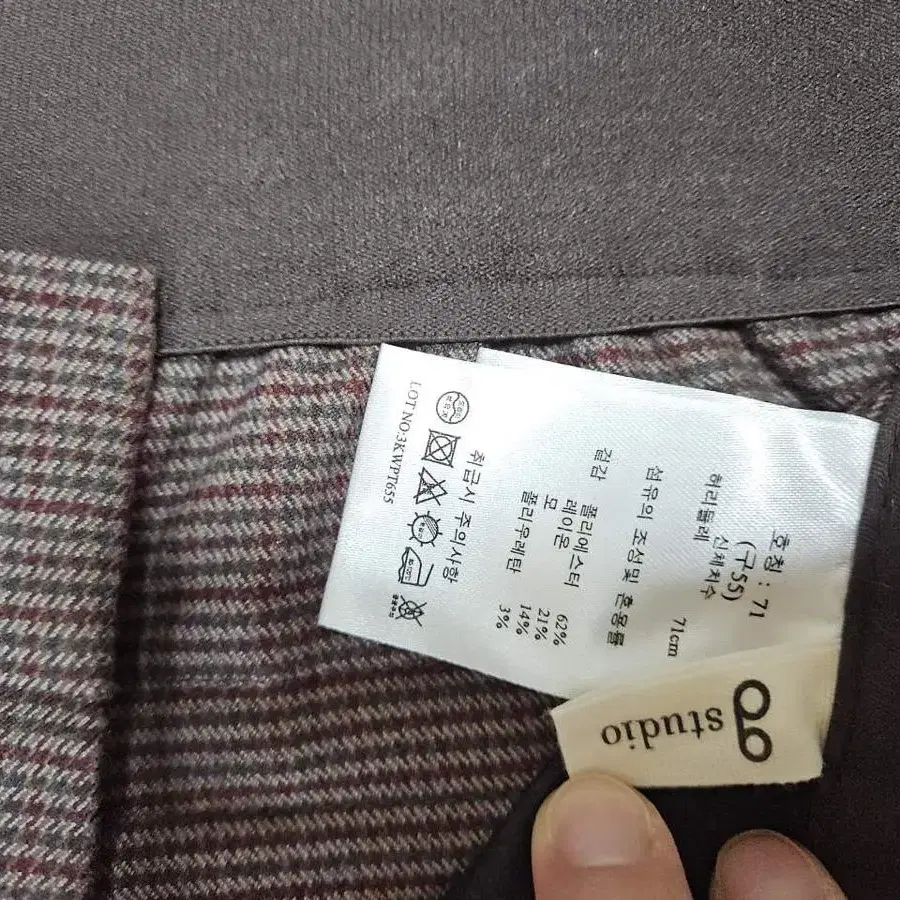 호칭 : 71
(구55)
신체치수
허리둘레 71cm
섬유의 조성및 혼용률
겉감 폴리에스터 62%
레이온 21%
모 14%
폴리우레탄 3%
취급시 주의사항
LOT NO.3KWPT655
g studio